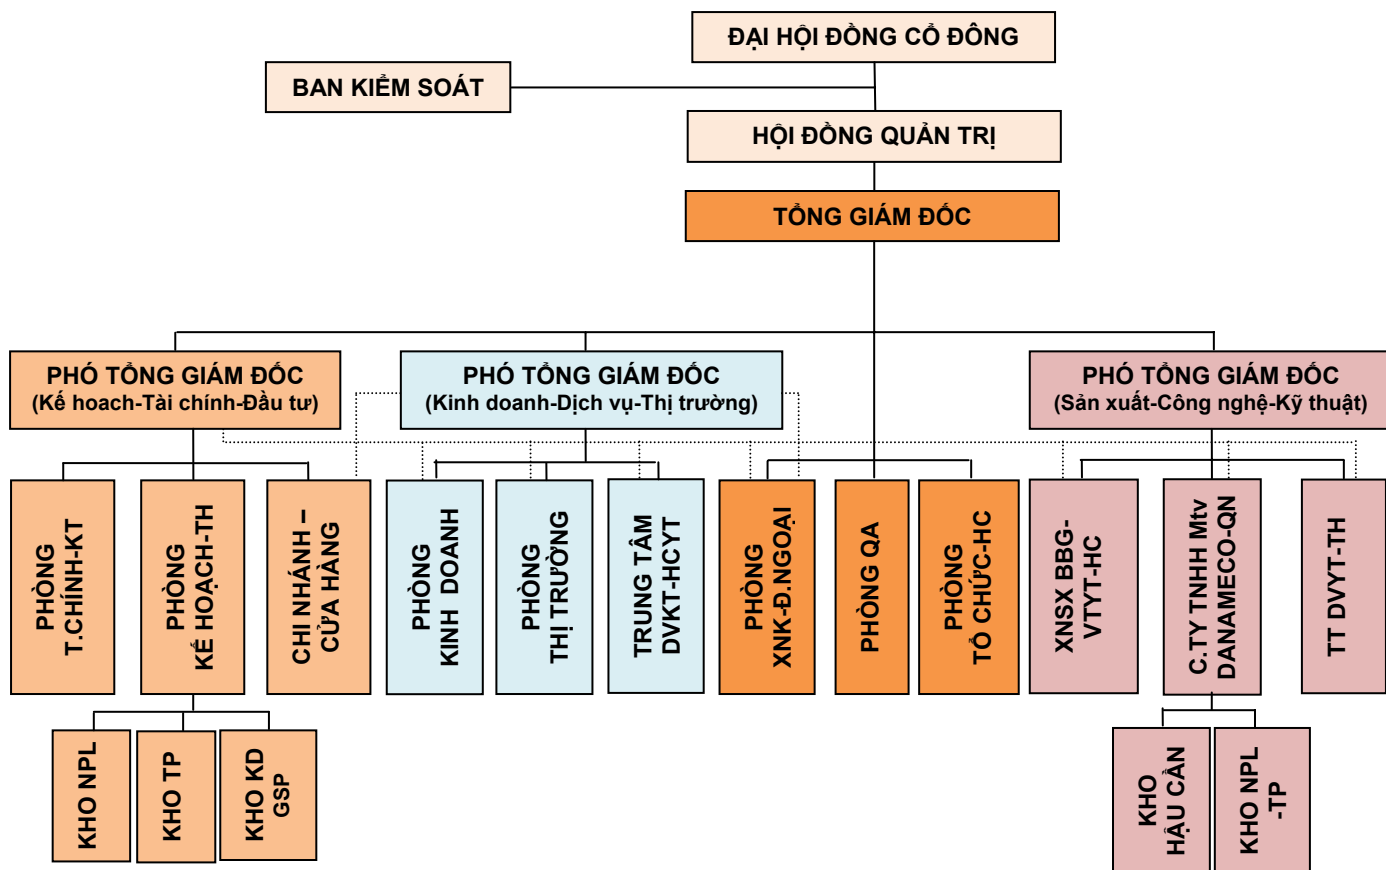 ĐẠI HỘI ĐỒNG CỔ ĐÔNG
BAN KIỂM SOÁT
HỘI ĐỒNG QUẢN TRỊ
TỔNG GIÁM ĐỐC
PHÓ TỔNG GIÁM ĐỐC
(Kế hoạch-Tài chính-Đầu tư)
PHÓ TỔNG GIÁM ĐỐC
(Kinh doanh-Dịch vụ-Thị trường)
PHÓ TỔNG GIÁM ĐỐC
(Sản xuất-Công nghệ-Kỹ thuật)
PHÒNG
T.CHÍNH-KT
PHÒNG
KẾ HOẠCH-TH
CHI NHÁNH –
CỬA HÀNG
PHÒNG
KINH DOANH
PHÒNG
THỊ TRƯỜNG
TRUNG TÂM
DVKT-HCYT
PHÒNG
XNK-Đ.NGOẠI
PHÒNG QA
PHÒNG
TỔ CHỨC-HC
XNSX BBG-
VTYT-HC
C.TY TNHH Mtv
DANAMECO-QN
TT DVYT-TH
KHO NPL
KHO TP
KHO KD
GSP
KHO
HẬU CẦN
KHO NPL
-TP